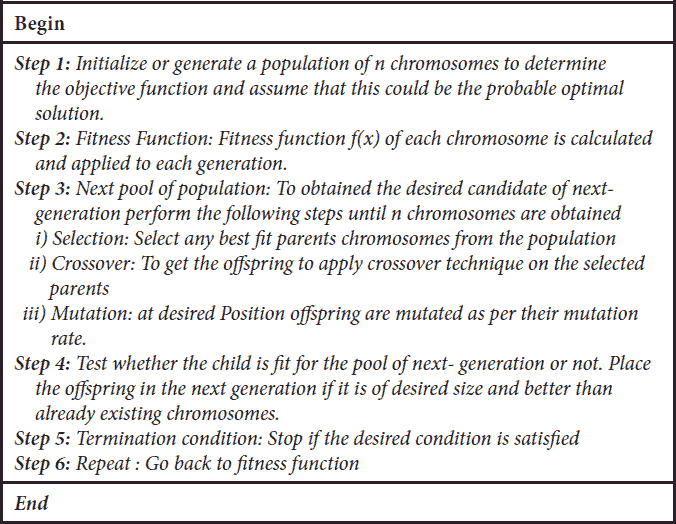 Begin
Step 1: Initialize or generate a population of n chromosomes to determine
the objective function and assume that this could be the probable optimal
solution.
Step 2: Fitness Function: Fitness function f(x) of each chromosome is calculated
and applied to each generation.
Step 3: Next pool of population: To obtained the desired candidate of next-
generation perform the following steps until n chromosomes are obtained
i) Selection: Select any best fit parents chromosomes from the population
ii) Crossover: To get the offspring to apply crossover technique on the selected
parents
iii) Mutation: at desired Position offspring are mutated as per their mutation
rate.
Step 4: Test whether the child is fit for the pool of next- generation or not. Place
the offspring in the next generation if it is of desired size and better than
already existing chromosomes.
Step 5: Termination condition: Stop if the desired condition is satisfied
Step 6: Repeat : Go back to fitness function
End